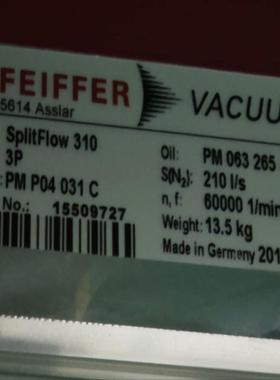 FEIFFER VACUU
5614 Asslar
SplitFlow 310
3P
PM P04 031 C
No.: 15509727
Oil: PM 063 265
S(N₂): 210 l/s
n, f: 60000 1/min
Weight: 13.5 kg
Made in Germany 201